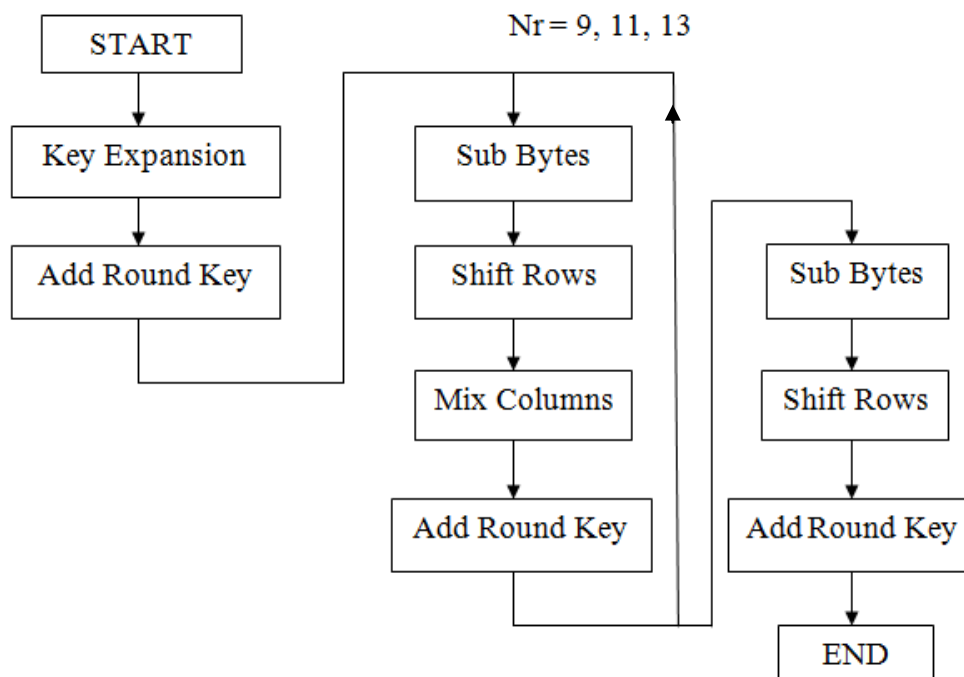 START
Key Expansion
Add Round Key
Nr = 9, 11, 13
Sub Bytes
Shift Rows
Mix Columns
Add Round Key
Sub Bytes
Shift Rows
Add Round Key
END